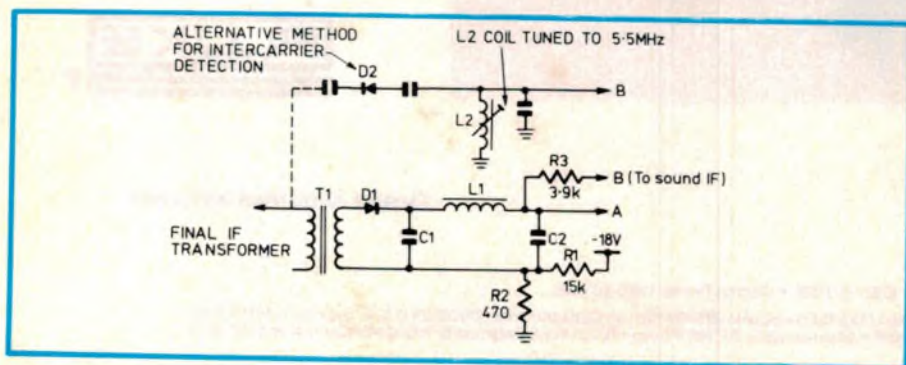 ALTERNATIVE METHOD
FOR INTERCARRIER
DETECTION
L2 COIL TUNED TO 5·5MHz
D2
B
L2
R3
3·9k
B (To sound IF)
T1
D1
L1
A
FINAL IF
TRANSFORMER
C1
C2
-18V
R1
15k
R2
470